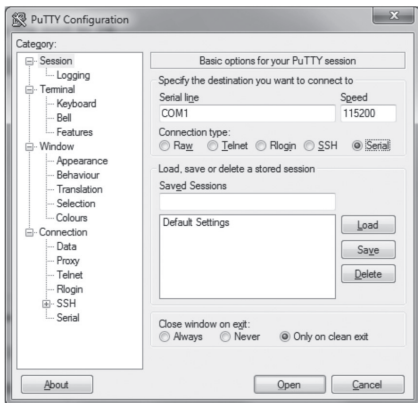 PuTTY Configuration
Category:
Session
Logging
Terminal
Keyboard
Bell
Features
Window
Appearance
Behaviour
Translation
Selection
Colours
Connection
Data
Proxy
Telnet
Rlogin
SSH
Serial
Basic options for your PuTTY session
Specify the destination you want to connect to
Serial line Speed
COM1 115200
Connection type:
Raw Telnet Rlogin SSH Serial
Load, save or delete a stored session
Saved Sessions
Default Settings
Load
Save
Delete
Close window on exit:
Always Never Only on clean exit
About Open Cancel